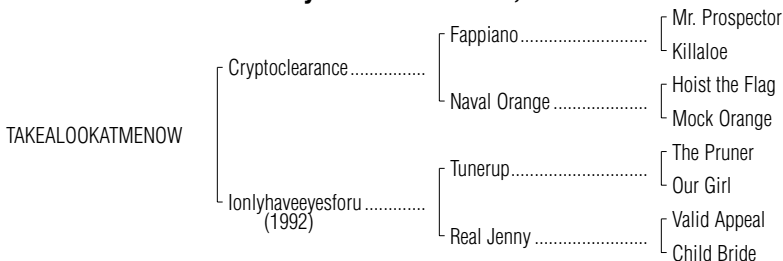 Mr. Prospector
Fappiano
Killaloe
Cryptoclearance
Hoist the Flag
Naval Orange
Mock Orange
TAKEALOOKATMENOW
The Pruner
Tunerup
Our Girl
Ionlyhaveeyesforu
(1992)
Valid Appeal
Real Jenny
Child Bride